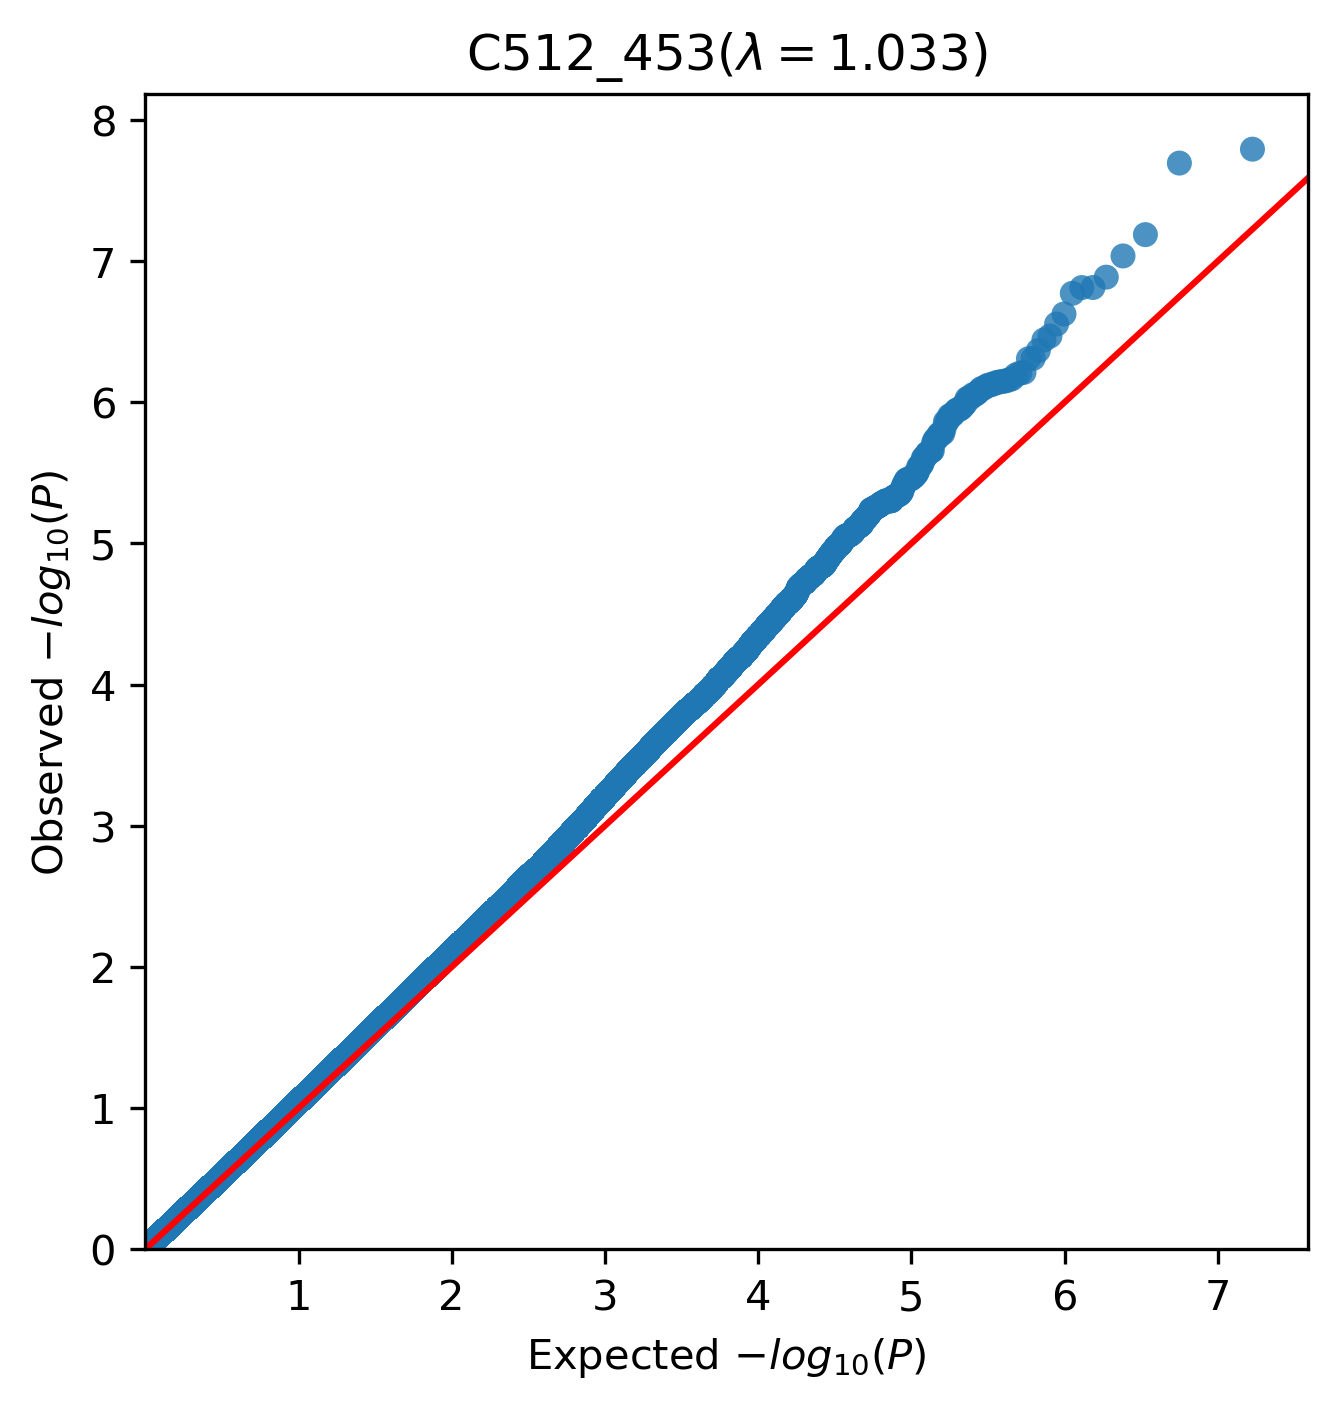 C512_453(λ = 1.033)
8
7
6
5
4
3
2
1
0
Observed −log₁₀(P)
1 2 3 4 5 6 7
Expected −log₁₀(P)